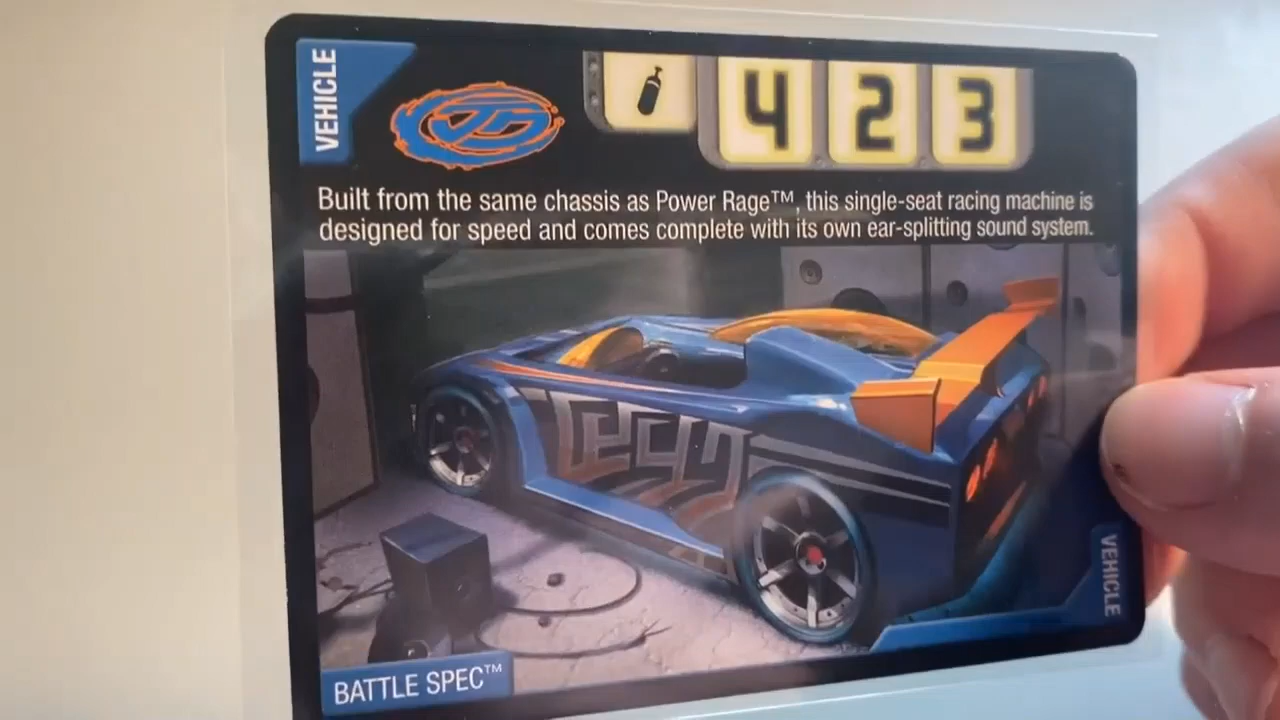 VEHICLE
4 2 3
Built from the same chassis as Power Rage™, this single-seat racing machine is
designed for speed and comes complete with its own ear-splitting sound system.
VEHICLE
BATTLE SPEC™